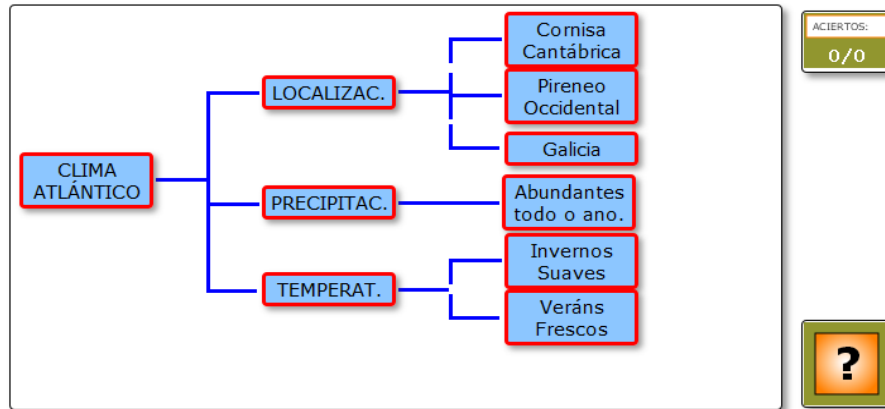 CLIMA
ATLÁNTICO
LOCALIZAC.
Cornisa
Cantábrica
Pireneo
Occidental
Galicia
PRECIPITAC.
Abundantes
todo o ano.
TEMPERAT.
Invernos
Suaves
Veráns
Frescos
ACIERTOS:
0/0
?